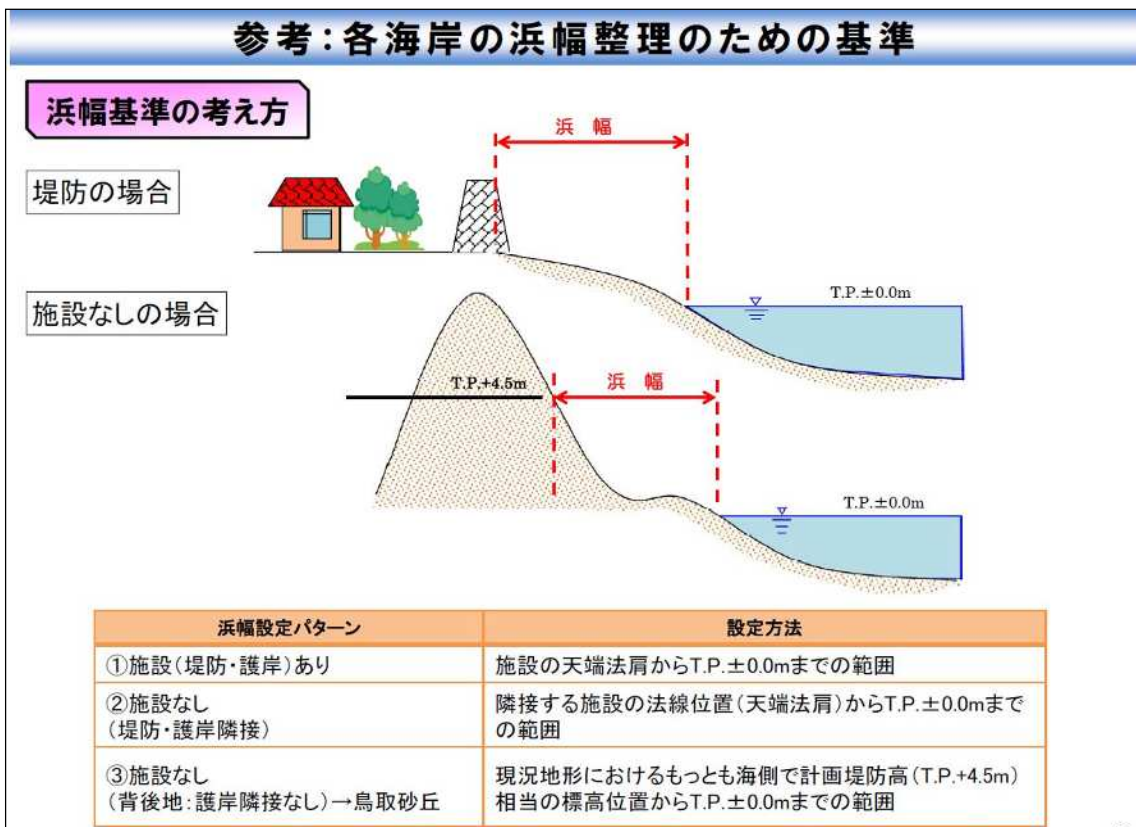 参考：各海岸の浜幅整理のための基準
浜幅基準の考え方
浜　幅
堤防の場合
T.P.±0.0m
施設なしの場合
T.P.+4.5m
浜　幅
T.P.±0.0m
浜幅設定パターン
設定方法
①施設（堤防・護岸）あり
施設の天端法肩からT.P.±0.0mまでの範囲
②施設なし
（堤防・護岸隣接）
隣接する施設の法線位置（天端法肩）からT.P.±0.0mまで
の範囲
③施設なし
（背後地：護岸隣接なし）→鳥取砂丘
現況地形におけるもっとも海側で計画堤防高（T.P.+4.5m）
相当の標高位置からT.P.±0.0mまでの範囲